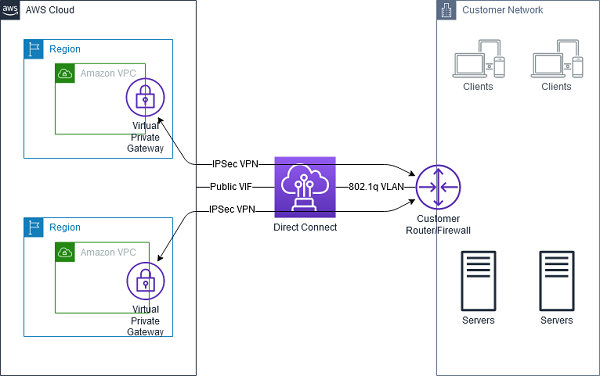 aws
AWS Cloud
Customer Network
Region
Amazon VPC
Virtual
Private
Gateway
Clients
Clients
IPSec VPN
Public VIF
802.1q VLAN
IPSec VPN
Direct Connect
Customer
Router/Firewall
Region
Amazon VPC
Virtual
Private
Gateway
Servers
Servers